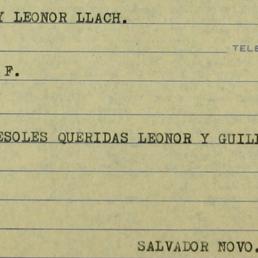 Y LEONOR LLACH.
TELE
F.
ESOLES QUERIDAS LEONOR Y GUILL
SALVADOR NOVO.